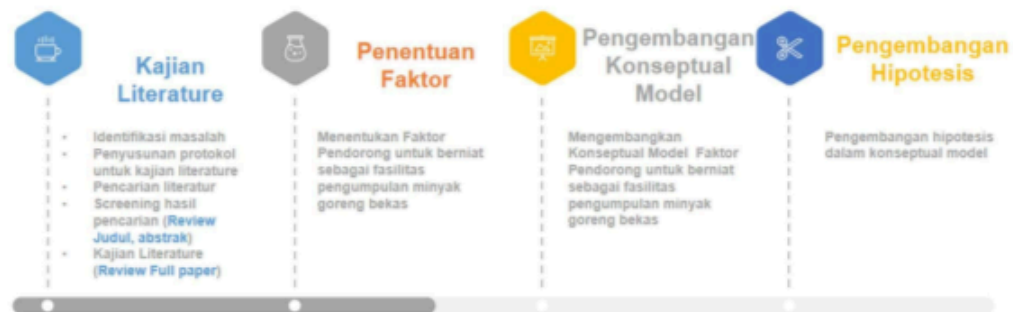 Kajian
Literature
• Identifikasi masalah
• Penyusunan protokol
untuk kajian literature
• Pencarian literatur
• Screening hasil
pencarian (Review
Judul, abstrak)
• Kajian Literature
(Review Full paper)
Penentuan
Faktor
Menentukan Faktor
Pendorong untuk berniat
sebagai fasilitas
pengumpulan minyak
goreng bekas
Pengembangan
Konseptual
Model
Mengembangkan
Konseptual Model Faktor
Pendorong untuk berniat
sebagai fasilitas
pengumpulan minyak
goreng bekas
Pengembangan
Hipotesis
Pengembangan hipotesis
dalam konseptual model